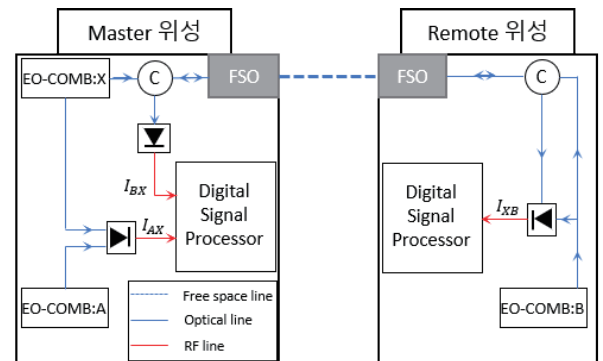 Master 위성
EO-COMB:X
C
FSO
I_BX
I_AX
Digital
Signal
Processor
EO-COMB:A
Free space line
Optical line
RF line
Remote 위성
FSO
C
I_XB
Digital
Signal
Processor
EO-COMB:B